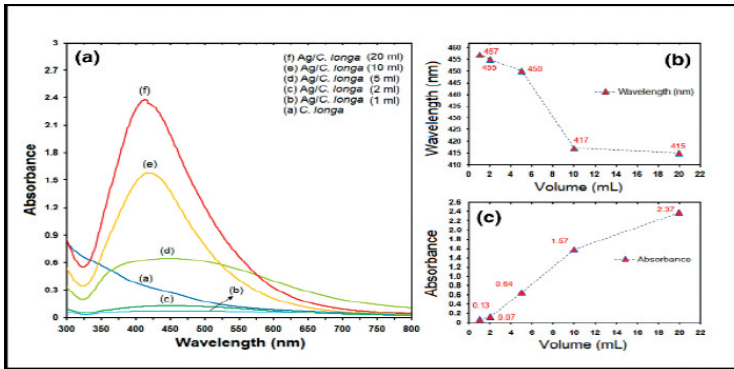 (a)
(f) Ag/C. longa (20 ml)
(e) Ag/C. longa (10 ml)
(d) Ag/C. longa (5 ml)
(c) Ag/C. longa (2 ml)
(b) Ag/C. longa (1 ml)
(a) C. longa
3
2.7
2.4
2.1
1.8
1.5
1.2
0.9
0.6
0.3
0
Absorbance
(f)
(e)
(d)
(a)
(b)
(c)
300 350 400 450 500 550 600 650 700 750 800
Wavelength (nm)
(b)
460
455
450
445
440
435
430
425
420
415
410
Wavelength (nm)
457
455
450
417
415
Wavelength (nm)
0 2 4 6 8 10 12 14 16 18 20 22
Volume (mL)
(c)
2.6
2.4
2.2
2
1.8
1.6
1.4
1.2
1
0.8
0.6
0.4
0.2
0
Absorbance
0.13
0.64
1.57
2.37
Absorbance
0 2 4 6 8 10 12 14 16 18 20 22
Volume (mL)